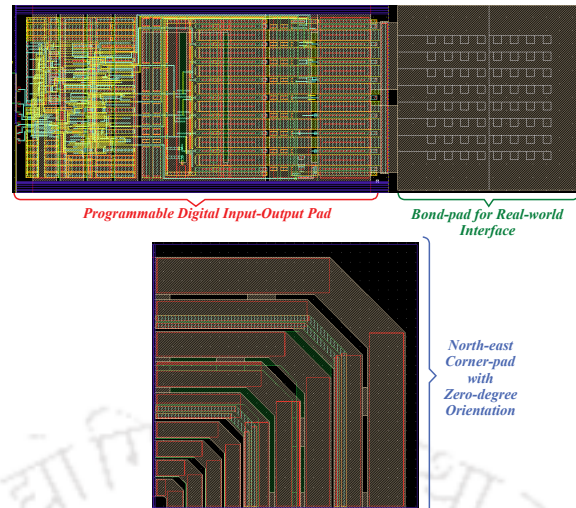 Programmable Digital Input-Output Pad
Bond-pad for Real-world
Interface
North-east
Corner-pad
with
Zero-degree
Orientation